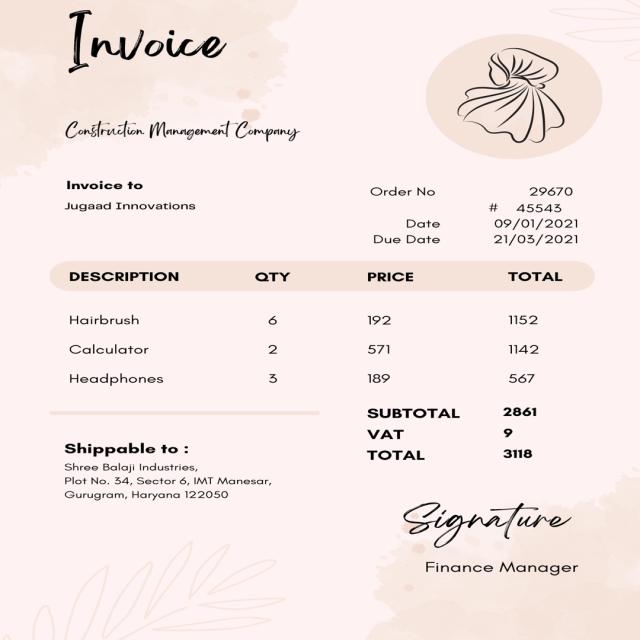 Invoice
Construction Management Company
Invoice to
Jugaad Innovations
Order No 29670
# 45543
Date 09/01/2021
Due Date 21/03/2021
DESCRIPTION QTY PRICE TOTAL
Hairbrush 6 192 1152
Calculator 2 571 1142
Headphones 3 189 567
SUBTOTAL 2861
VAT 9
TOTAL 3118
Shippable to :
Shree Balaji Industries,
Plot No. 34, Sector 6, IMT Manesar,
Gurugram, Haryana 122050
Signature
Finance Manager